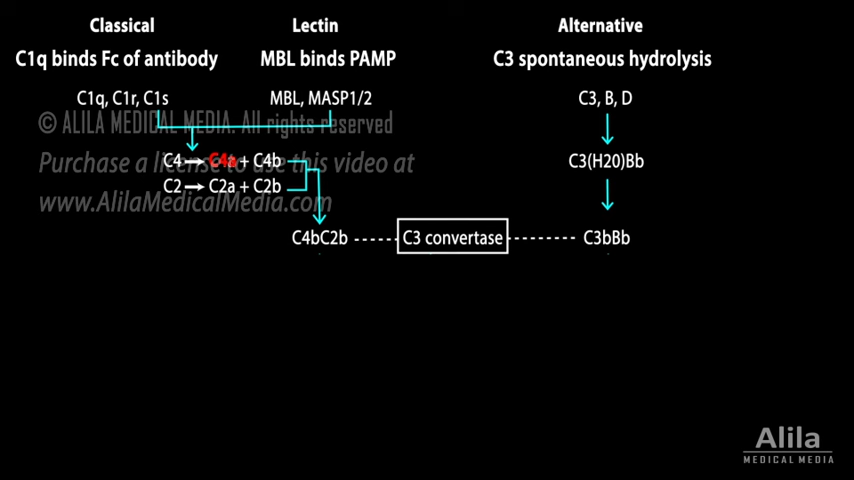 Classical Lectin Alternative
C1q binds Fc of antibody MBL binds PAMP C3 spontaneous hydrolysis
C1q, C1r, C1s MBL, MASP1/2 C3, B, D
© ALILA MEDICAL MEDIA. All rights reserved
C4 → C4a + C4b C3(H20)Bb
Purchase a license to use this video at
C2 → C2a + C2b
www.AlilaMedicalMedia.com
C4bC2b C3 convertase C3bBb
Alila
MEDICAL MEDIA